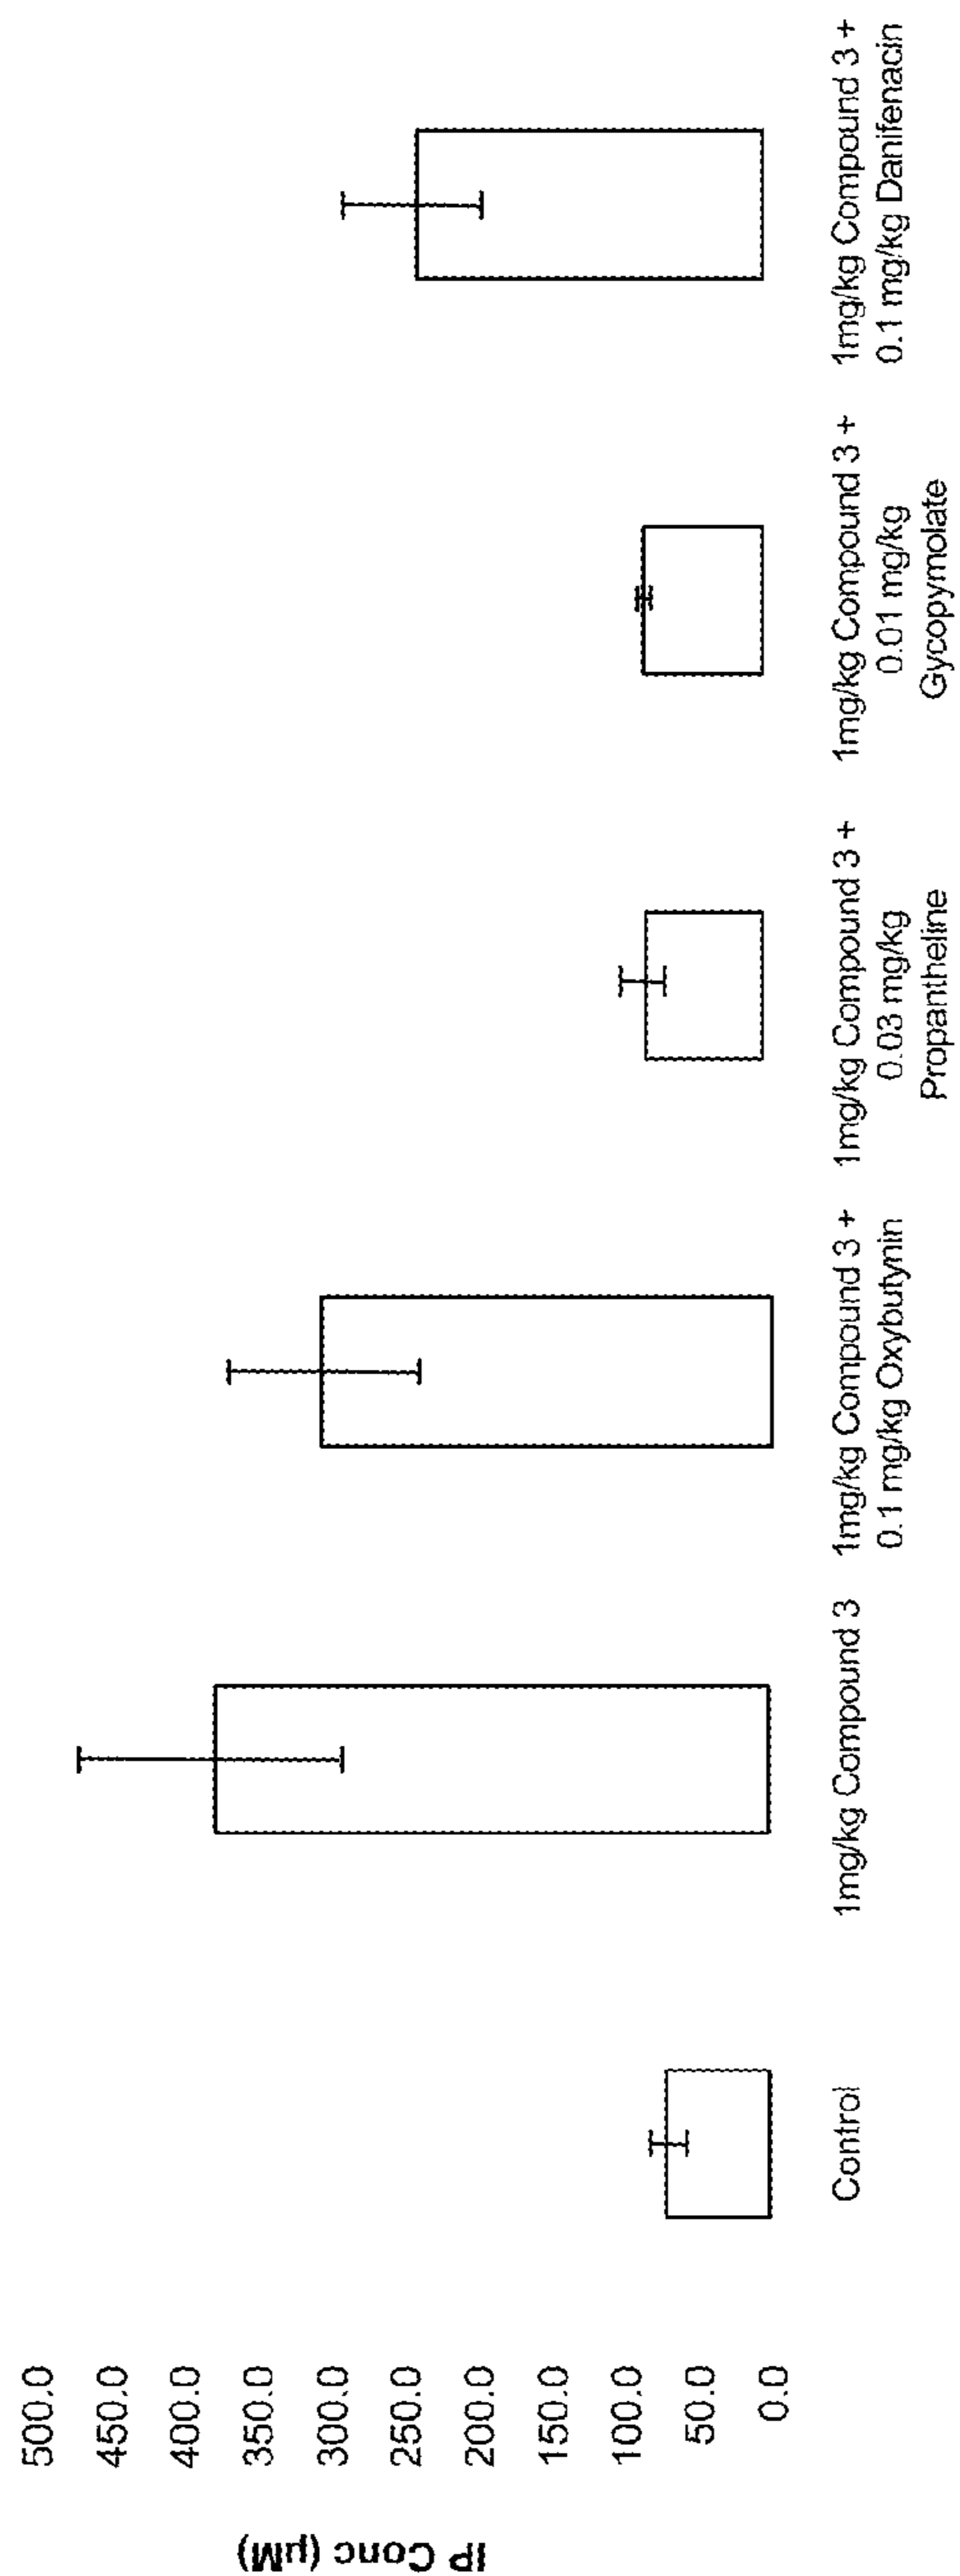 IP Conc (µM)
500.0
450.0
400.0
350.0
300.0
250.0
200.0
150.0
100.0
50.0
0.0
Control
1mg/kg Compound 3
1mg/kg Compound 3 +
0.1 mg/kg Oxybutynin
1mg/kg Compound 3 +
0.03 mg/kg
Propantheline
1mg/kg Compound 3 +
0.01 mg/kg
Gycopymolate
1mg/kg Compound 3 +
0.1 mg/kg Danifenacin